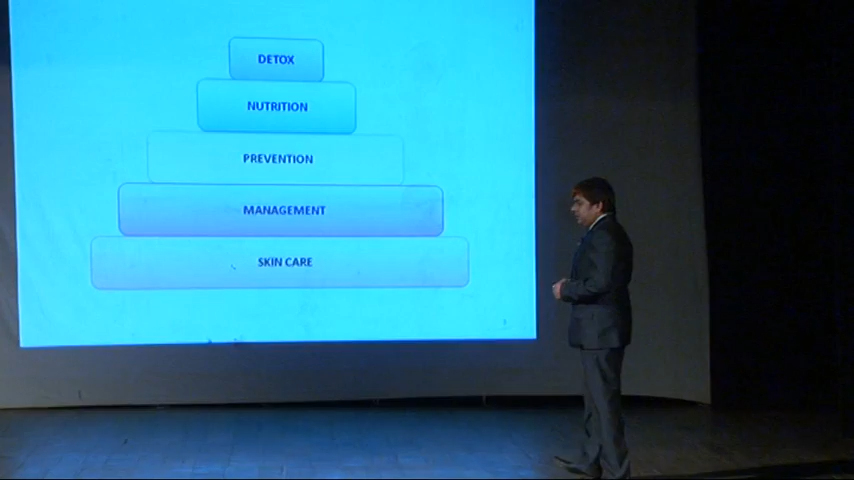 DETOX
NUTRITION
PREVENTION
MANAGEMENT
SKIN CARE